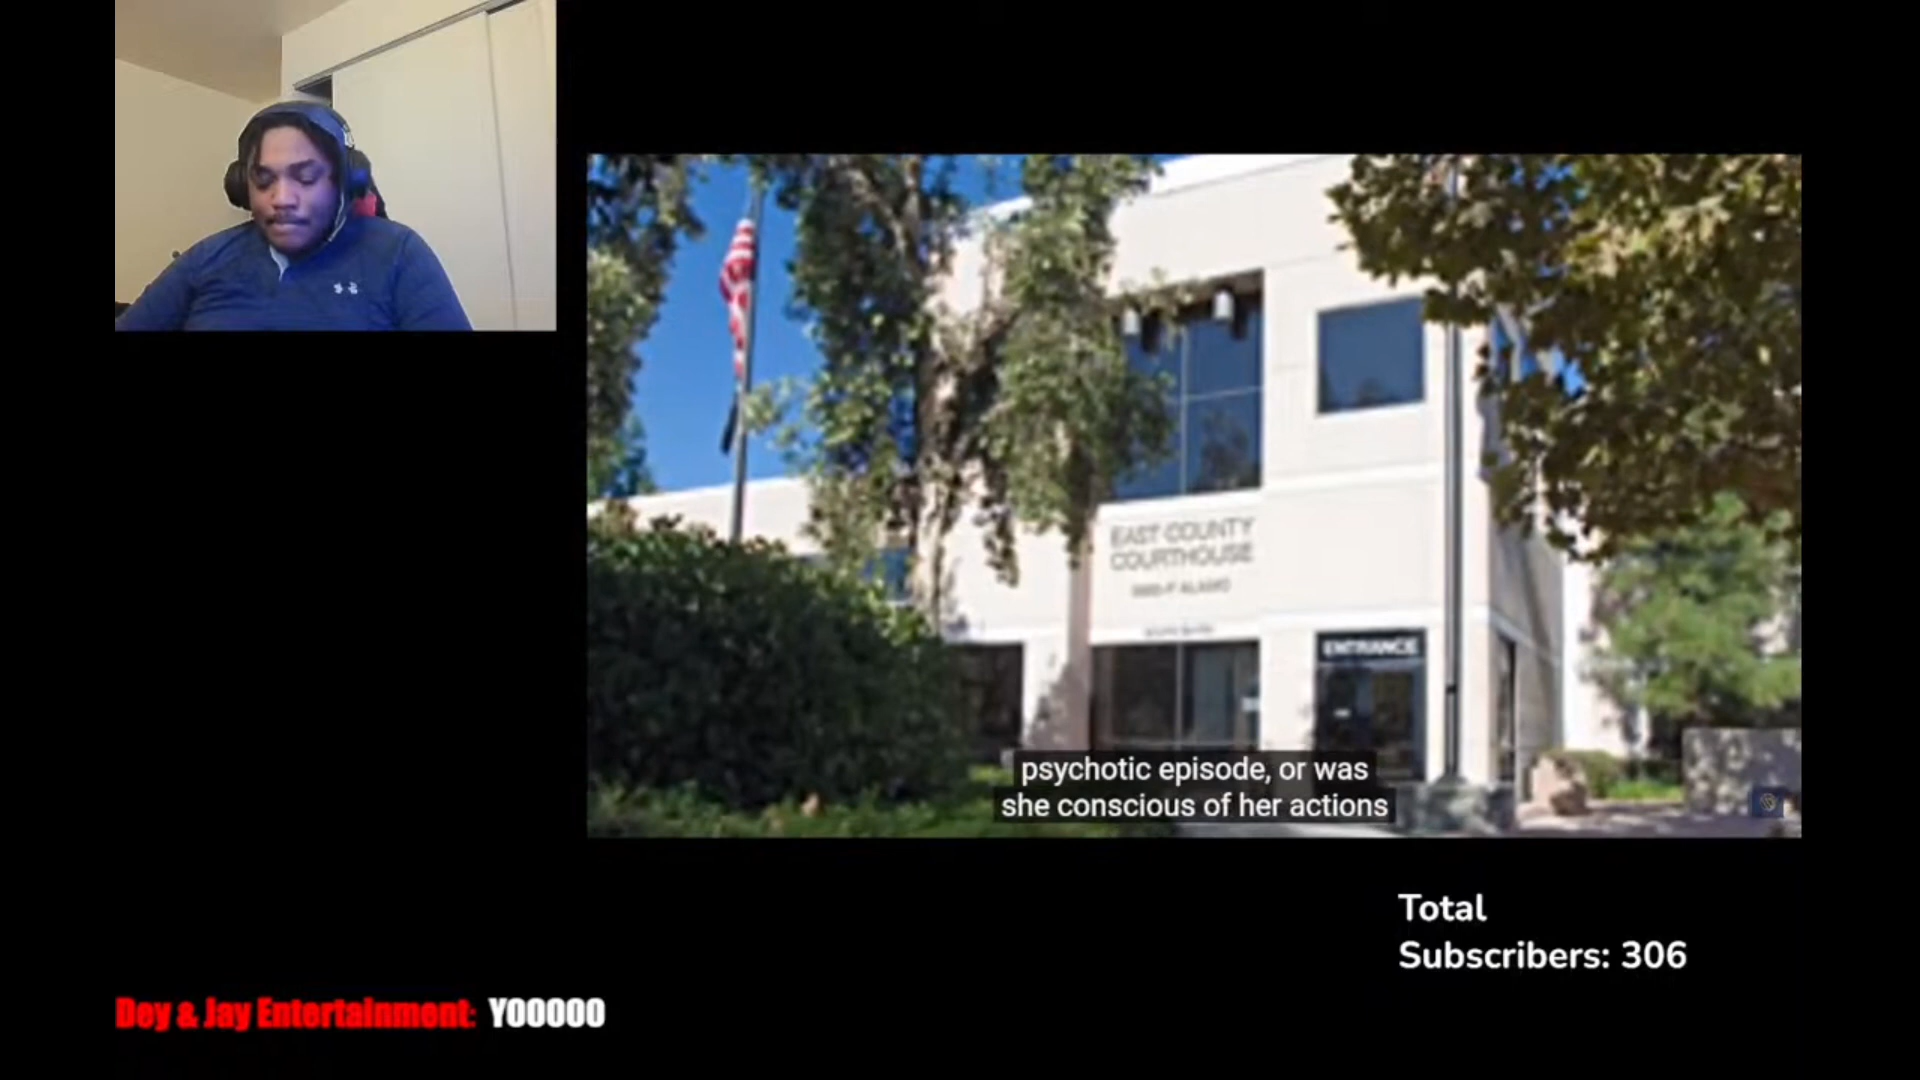 EAST COUNTY
COURTHOUSE
ENTRANCE
psychotic episode, or was
she conscious of her actions
Total
Subscribers: 306
Dey & Jay Entertainment: YOOOOO